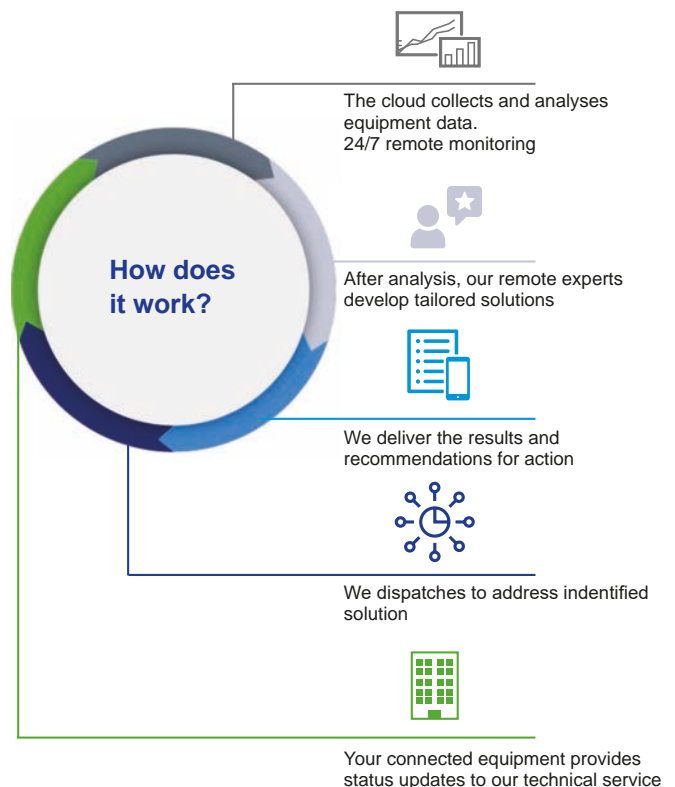 The cloud collects and analyses
equipment data.
24/7 remote monitoring
How does
it work?
After analysis, our remote experts
develop tailored solutions
We deliver the results and
recommendations for action
We dispatches to address indentified
solution
Your connected equipment provides
status updates to our technical service